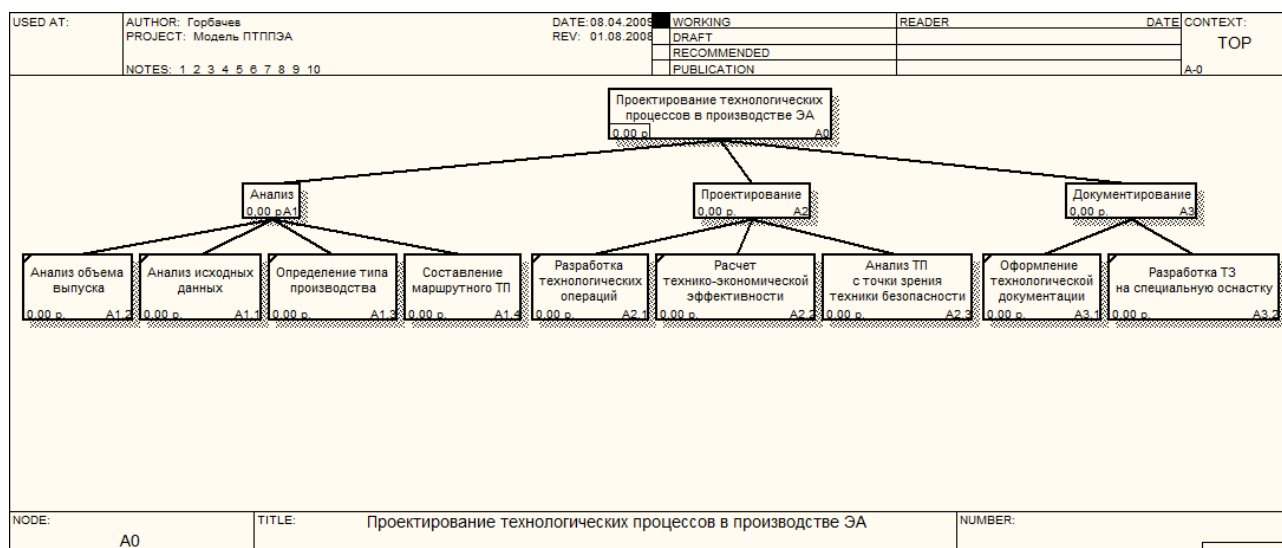 USED AT:
AUTHOR: Горбачев
DATE: 08.04.2009
PROJECT: Модель ПТППЭА
REV: 01.08.2008
NOTES: 1 2 3 4 5 6 7 8 9 10
WORKING
DRAFT
RECOMMENDED
PUBLICATION
READER
DATE
CONTEXT:
TOP
A-0
Проектирование технологических
процессов в производстве ЭА
0,00 р
A0
Анализ
0,00 р A1
Проектирование
0,00 р. A2
Документирование
0,00 р. A3
Анализ объема
выпуска
0,00 р. A1.2
Анализ исходных
данных
0,00 р. A1.1
Определение типа
производства
0,00 р. A1.3
Составление
маршрутного ТП
0,00 р. A1.4
Разработка
технологических
операций
0,00 р. A2.1
Расчет
технико-экономической
эффективности
0,00 р. A2.2
Анализ ТП
с точки зрения
техники безопасности
0,00 р. A2.3
Оформление
технологической
документации
0,00 р. A3.1
Разработка ТЗ
на специальную оснастку
0,00 р. A3.2
NODE:
A0
TITLE:
Проектирование технологических процессов в производстве ЭА
NUMBER: